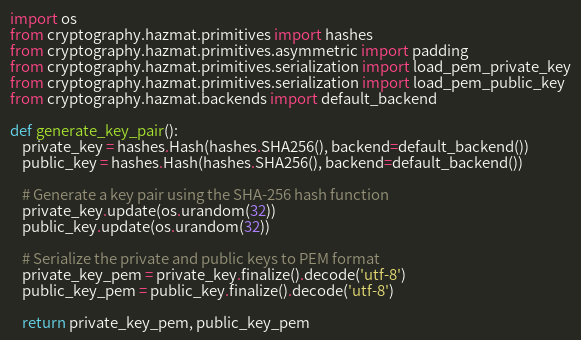 import os
from cryptography.hazmat.primitives import hashes
from cryptography.hazmat.primitives.asymmetric import padding
from cryptography.hazmat.primitives.serialization import load_pem_private_key
from cryptography.hazmat.primitives.serialization import load_pem_public_key
from cryptography.hazmat.backends import default_backend

def generate_key_pair():
    private_key = hashes.Hash(hashes.SHA256(), backend=default_backend())
    public_key = hashes.Hash(hashes.SHA256(), backend=default_backend())

    # Generate a key pair using the SHA-256 hash function
    private_key.update(os.urandom(32))
    public_key.update(os.urandom(32))

    # Serialize the private and public keys to PEM format
    private_key_pem = private_key.finalize().decode('utf-8')
    public_key_pem = public_key.finalize().decode('utf-8')

    return private_key_pem, public_key_pem